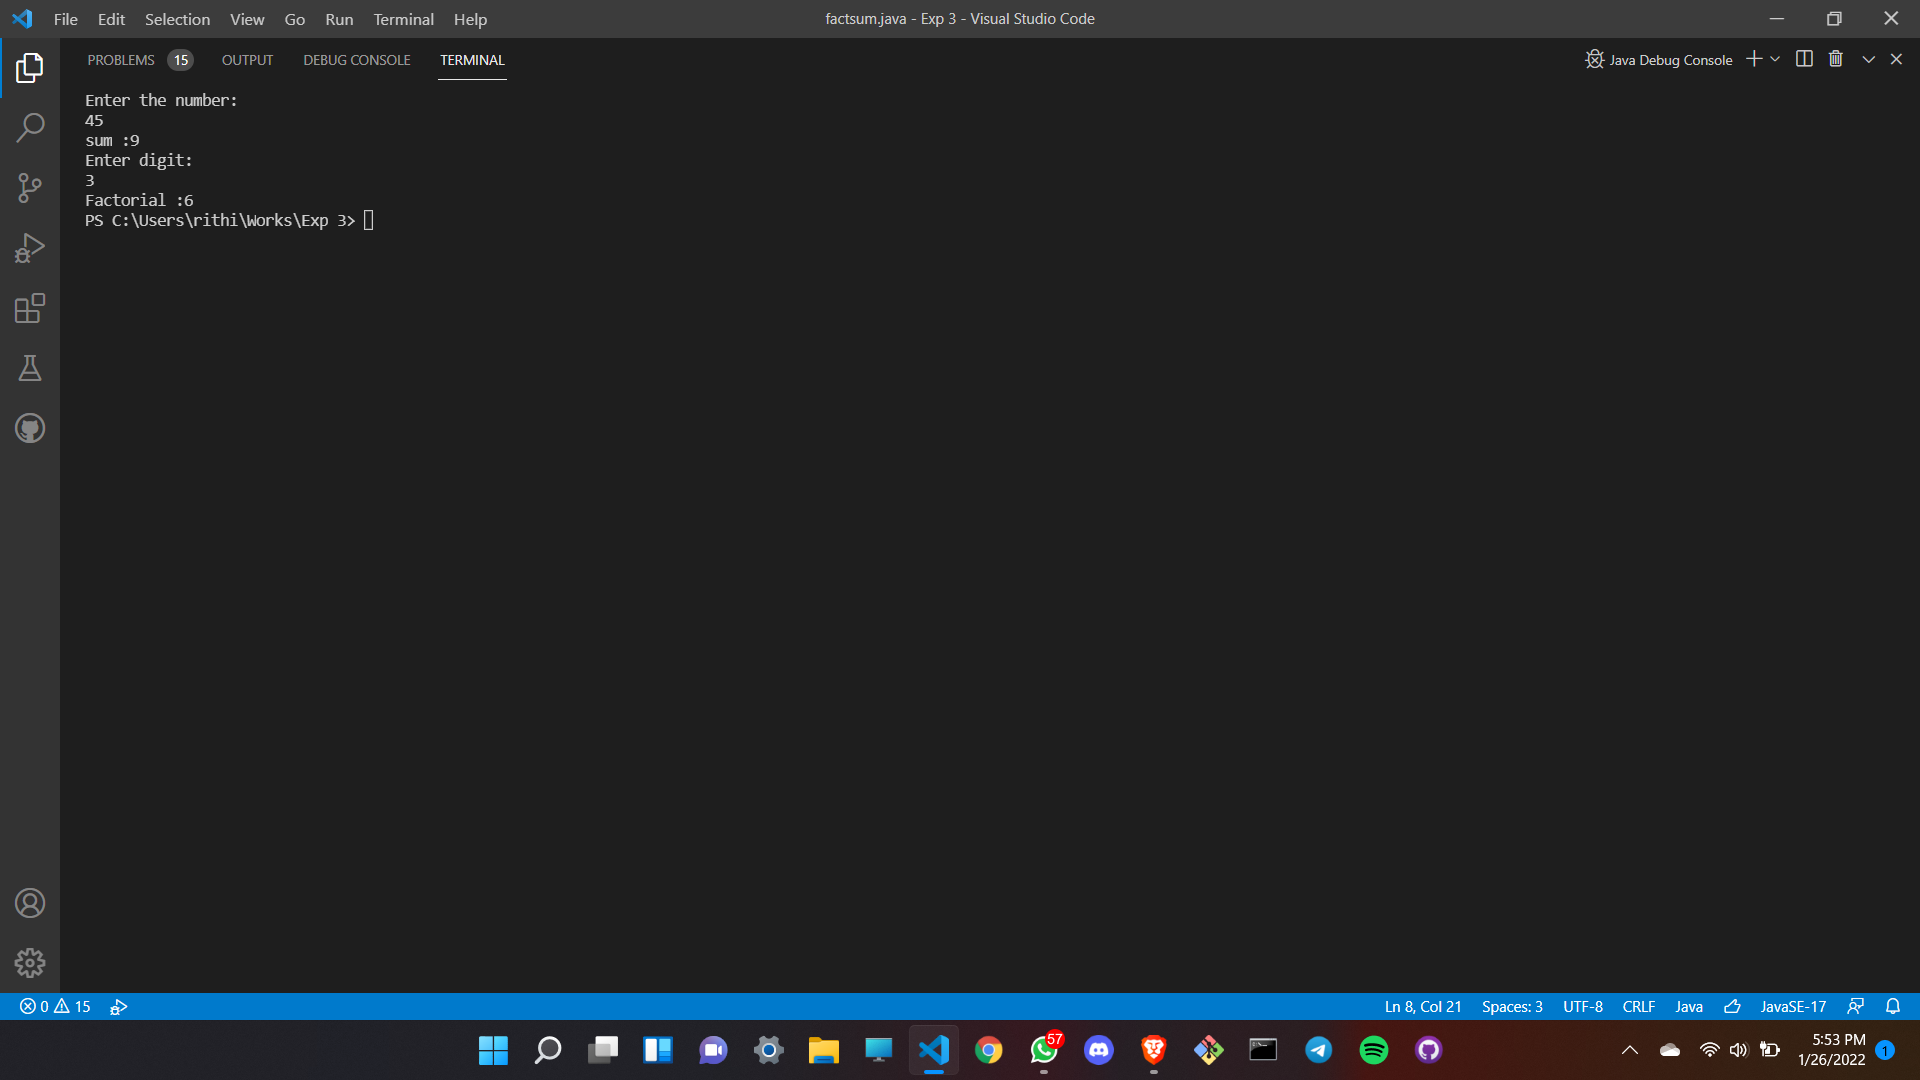 File Edit Selection View Go Run Terminal Help
factsum.java - Exp 3 - Visual Studio Code
PROBLEMS 15 OUTPUT DEBUG CONSOLE TERMINAL
Java Debug Console
Enter the number:
45
sum :9
Enter digit:
3
Factorial :6
PS C:\Users\rithi\Works\Exp 3>
0 15
Ln 8, Col 21 Spaces: 3 UTF-8 CRLF Java JavaSE-17
57
5:53 PM
1/26/2022
1